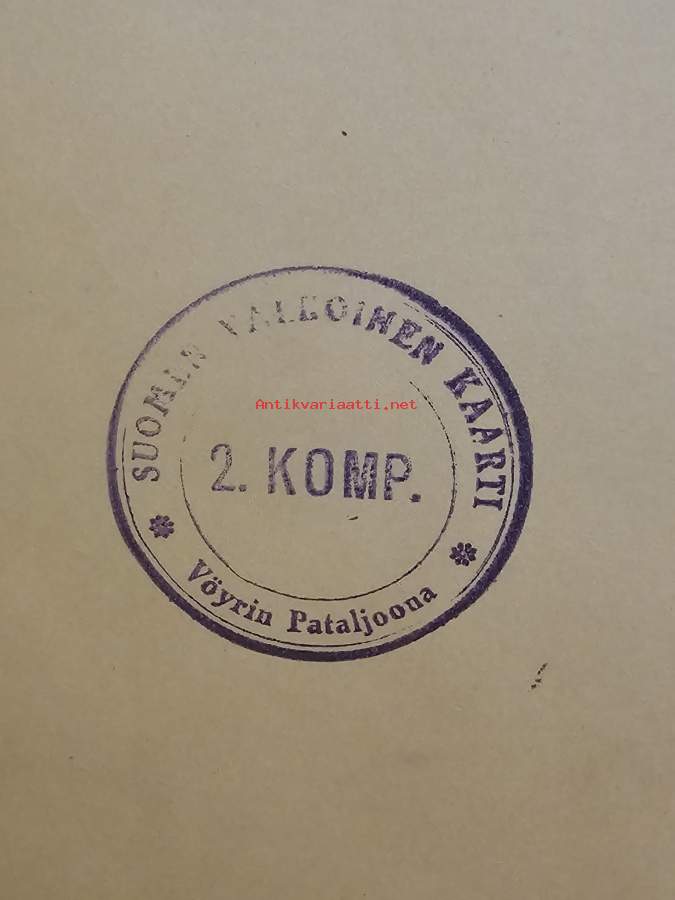 SUOMEN VALKOINEN KAARTI
Antikvariaatti.net
2. KOMP.
Vöyrin Pataljoona